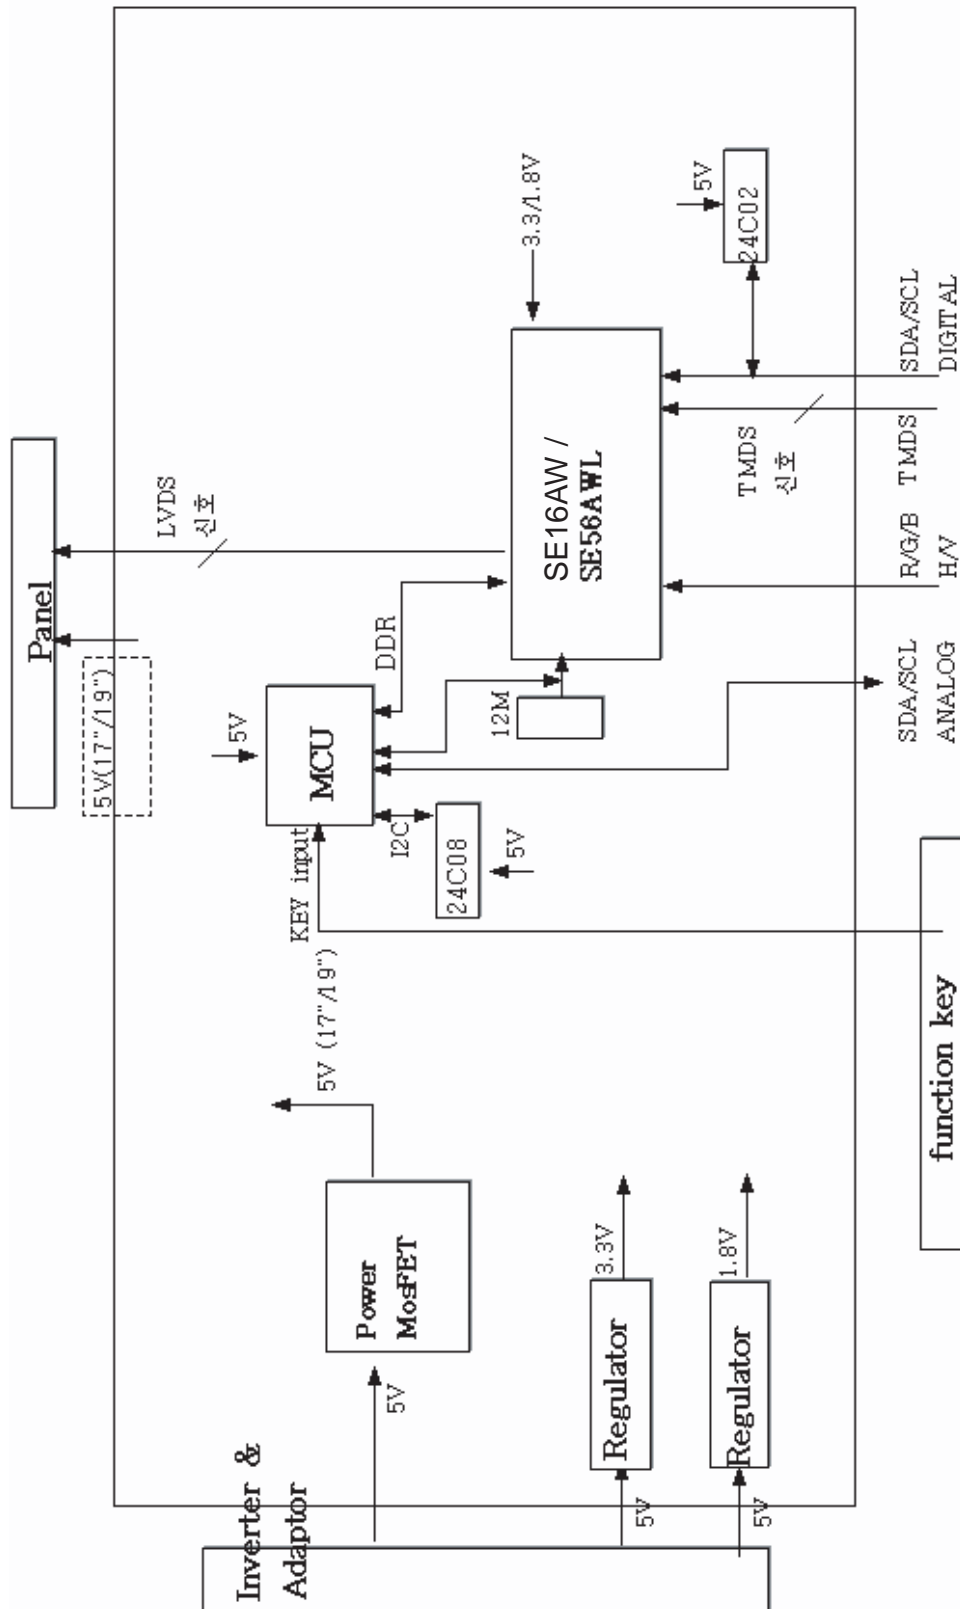 Panel
5V(17"/19")
LVDS
신호
5V
MCU
KEY input
I2C
24C08
5V
DDR
12M
SE16AW /
SE56AWL
3.3/1.8V
5V
24C02
TMDS
신호
SDA/SCL
DIGITAL
TMDS
R/G/B
H/V
SDA/SCL
ANALOG
function key
5V (17"/19")
Power
MosFET
5V
3.3V
Regulator
5V
1.8V
Regulator
5V
Inverter &
Adaptor